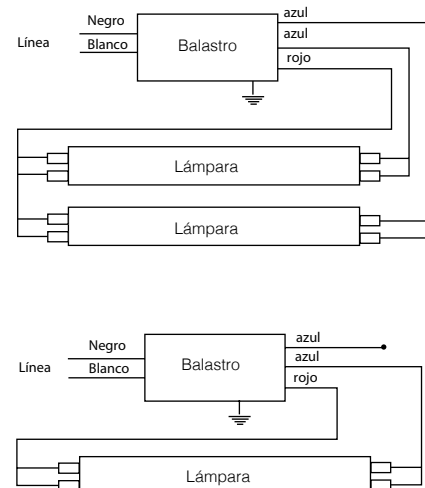 azul
Negro
azul
Línea
Blanco
Balastro
rojo
Lámpara
Lámpara
azul
Negro
azul
Línea
Blanco
Balastro
rojo
Lámpara